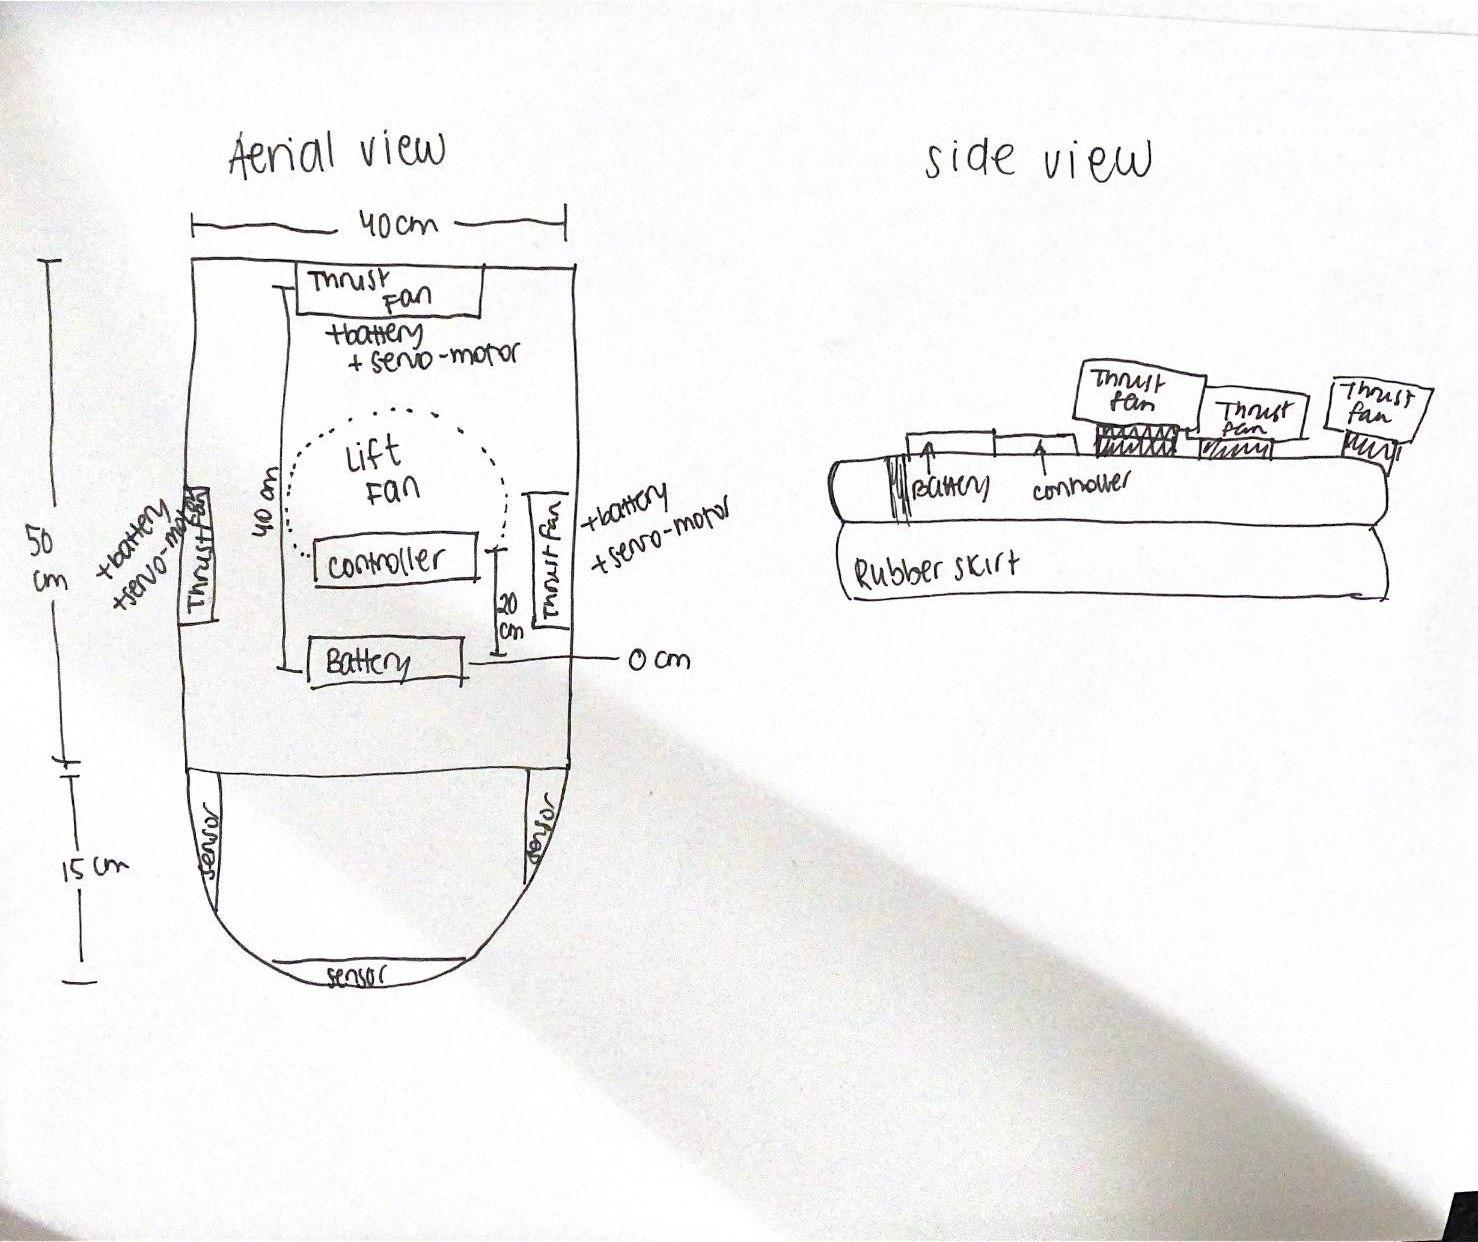 Aerial view
40cm
Thrust
Fan
+battery
+servo-motor
Lift
Fan
40 cm
50
cm
+battery
+servo-motor
Thrust Fan
Thrust Fan
+battery
+servo-motor
controller
20
cm
Battery
0 cm
sensor
sensor
15 cm
sensor
side view
Thrust
fan
Thrust
fan
Thrust
fan
Battery
controller
Rubber skirt